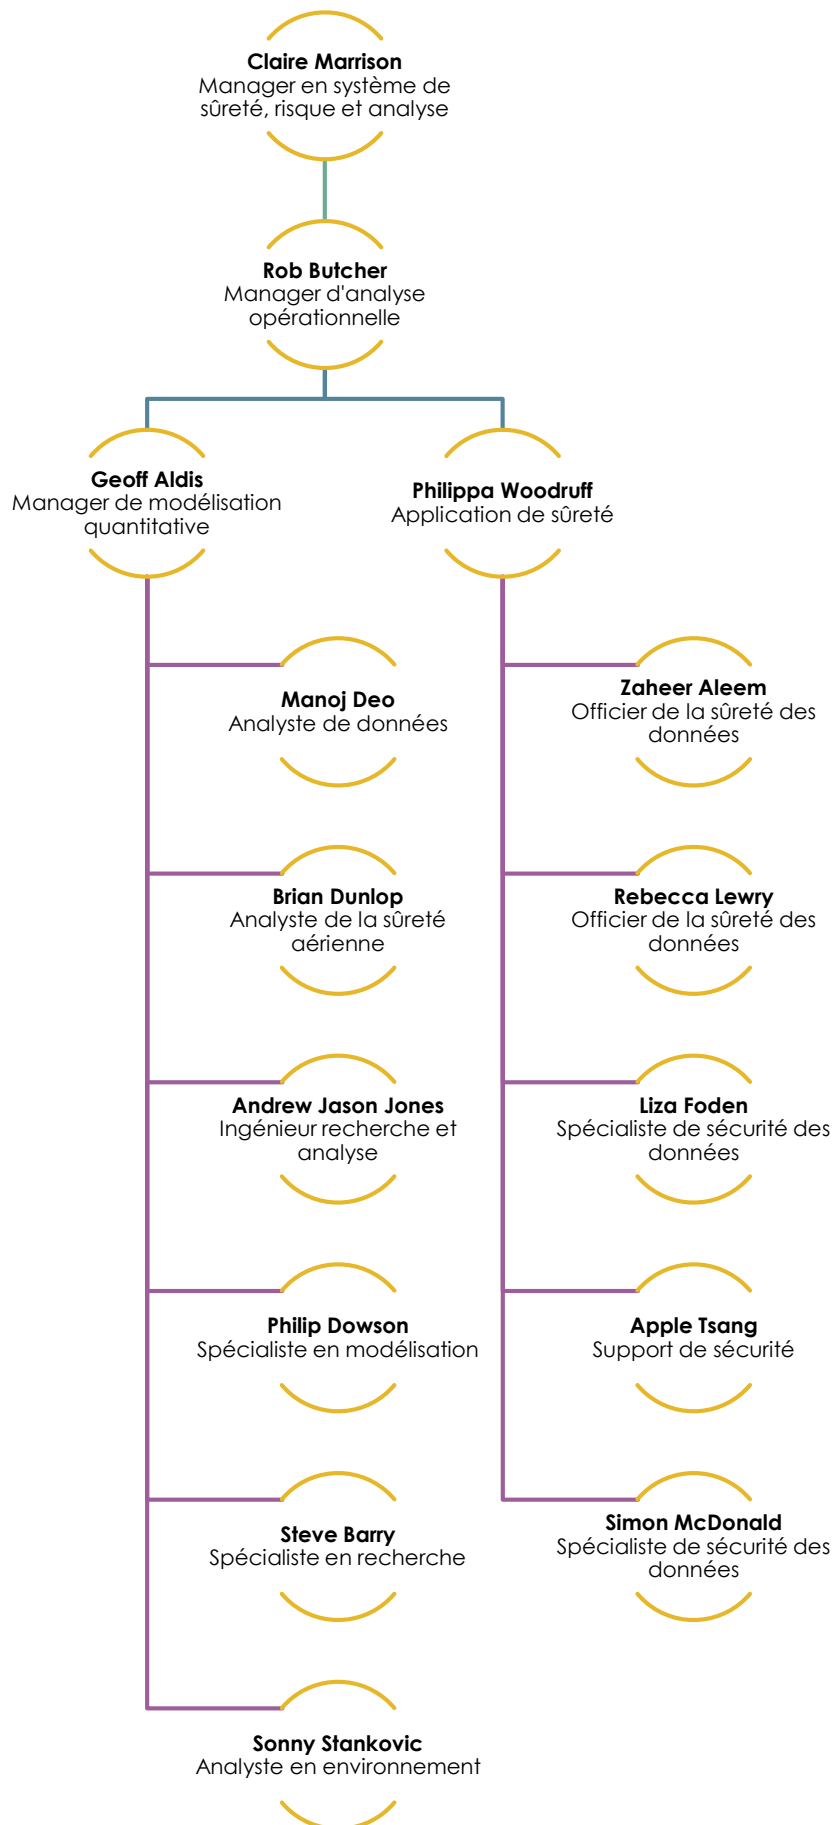 Claire Marrison
Manager en système de
sûreté, risque et analyse
Rob Butcher
Manager d'analyse
opérationnelle
Geoff Aldis
Manager de modélisation
quantitative
Philippa Woodruff
Application de sûreté
Manoj Deo
Analyste de données
Zaheer Aleem
Officier de la sûreté des
données
Brian Dunlop
Analyste de la sûreté
aérienne
Rebecca Lewry
Officier de la sûreté des
données
Andrew Jason Jones
Ingénieur recherche et
analyse
Liza Foden
Spécialiste de sécurité des
données
Philip Dowson
Spécialiste en modélisation
Apple Tsang
Support de sécurité
Steve Barry
Spécialiste en recherche
Simon McDonald
Spécialiste de sécurité des
données
Sonny Stankovic
Analyste en environnement